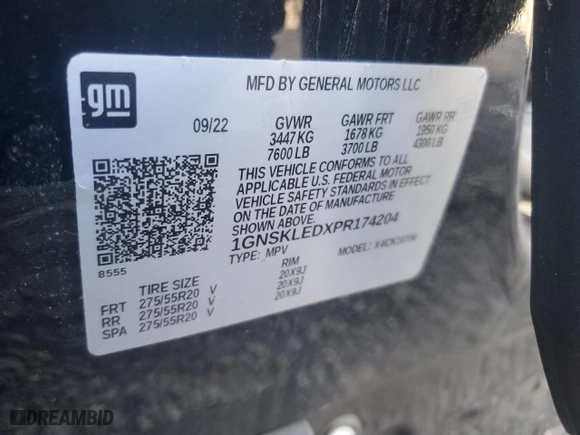 gm
MFD BY GENERAL MOTORS LLC
09/22 GVWR GAWR FRT GAWR RR
3447 KG 1678 KG 1950 KG
7600 LB 3700 LB 4300 LB
THIS VEHICLE CONFORMS TO ALL
APPLICABLE U.S. FEDERAL MOTOR
VEHICLE SAFETY STANDARDS IN EFFECT
ON THE DATE OF MANUFACTURE
SHOWN ABOVE.
1GNSKLEDXPR174204
8555 TYPE: MPV MODEL:
TIRE SIZE RIM
FRT 275/55R20 V 20X9J
RR 275/55R20 V 20X9J
SPA 275/55R20 V 20X9J
DREAMBID